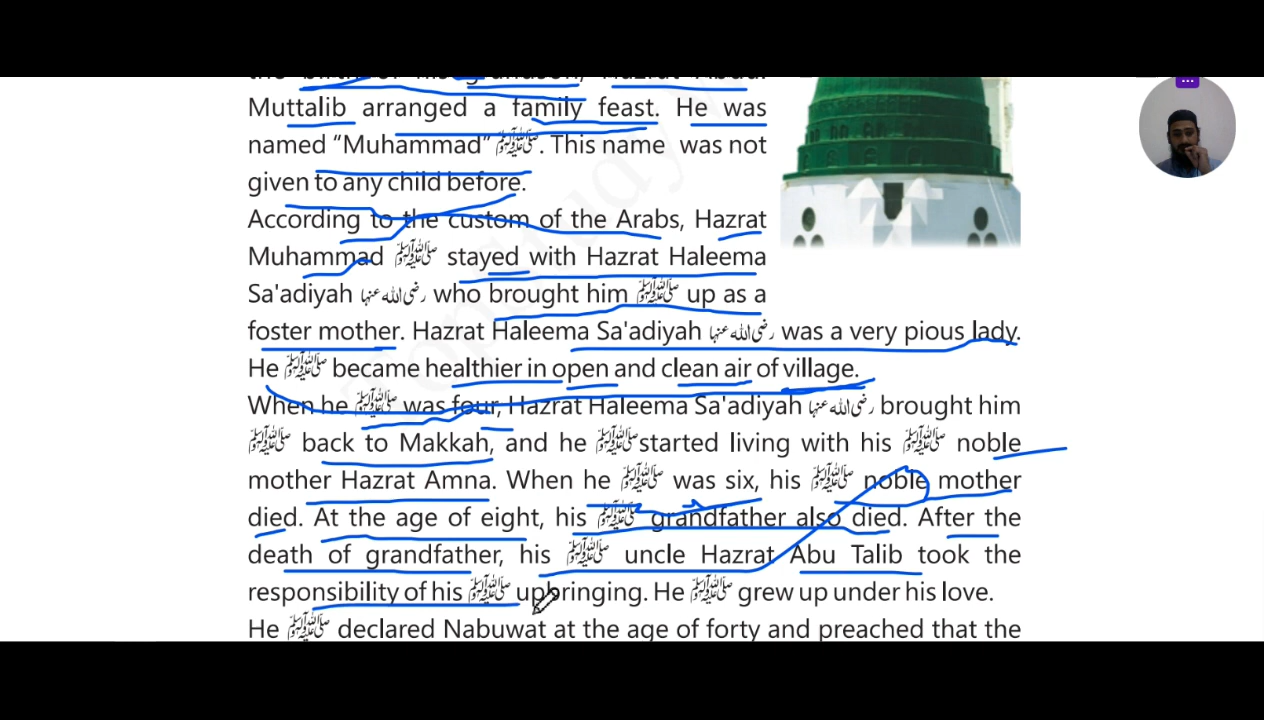 Muttalib arranged a family feast. He was
named “Muhammad” ﷺ. This name was not
given to any child before.
According to the custom of the Arabs, Hazrat
Muhammad ﷺ stayed with Hazrat Haleema
Sa'adiyah رضی اللہ عنہا who brought him ﷺ up as a
foster mother. Hazrat Haleema Sa'adiyah رضی اللہ عنہا was a very pious lady.
He ﷺ became healthier in open and clean air of village.
When he ﷺ was four, Hazrat Haleema Sa'adiyah رضی اللہ عنہا brought him
ﷺ back to Makkah, and he ﷺ started living with his ﷺ noble
mother Hazrat Amna. When he ﷺ was six, his ﷺ noble mother
died. At the age of eight, his ﷺ grandfather also died. After the
death of grandfather, his ﷺ uncle Hazrat Abu Talib took the
responsibility of his ﷺ upbringing. He ﷺ grew up under his love.
He ﷺ declared Nabuwat at the age of forty and preached that the